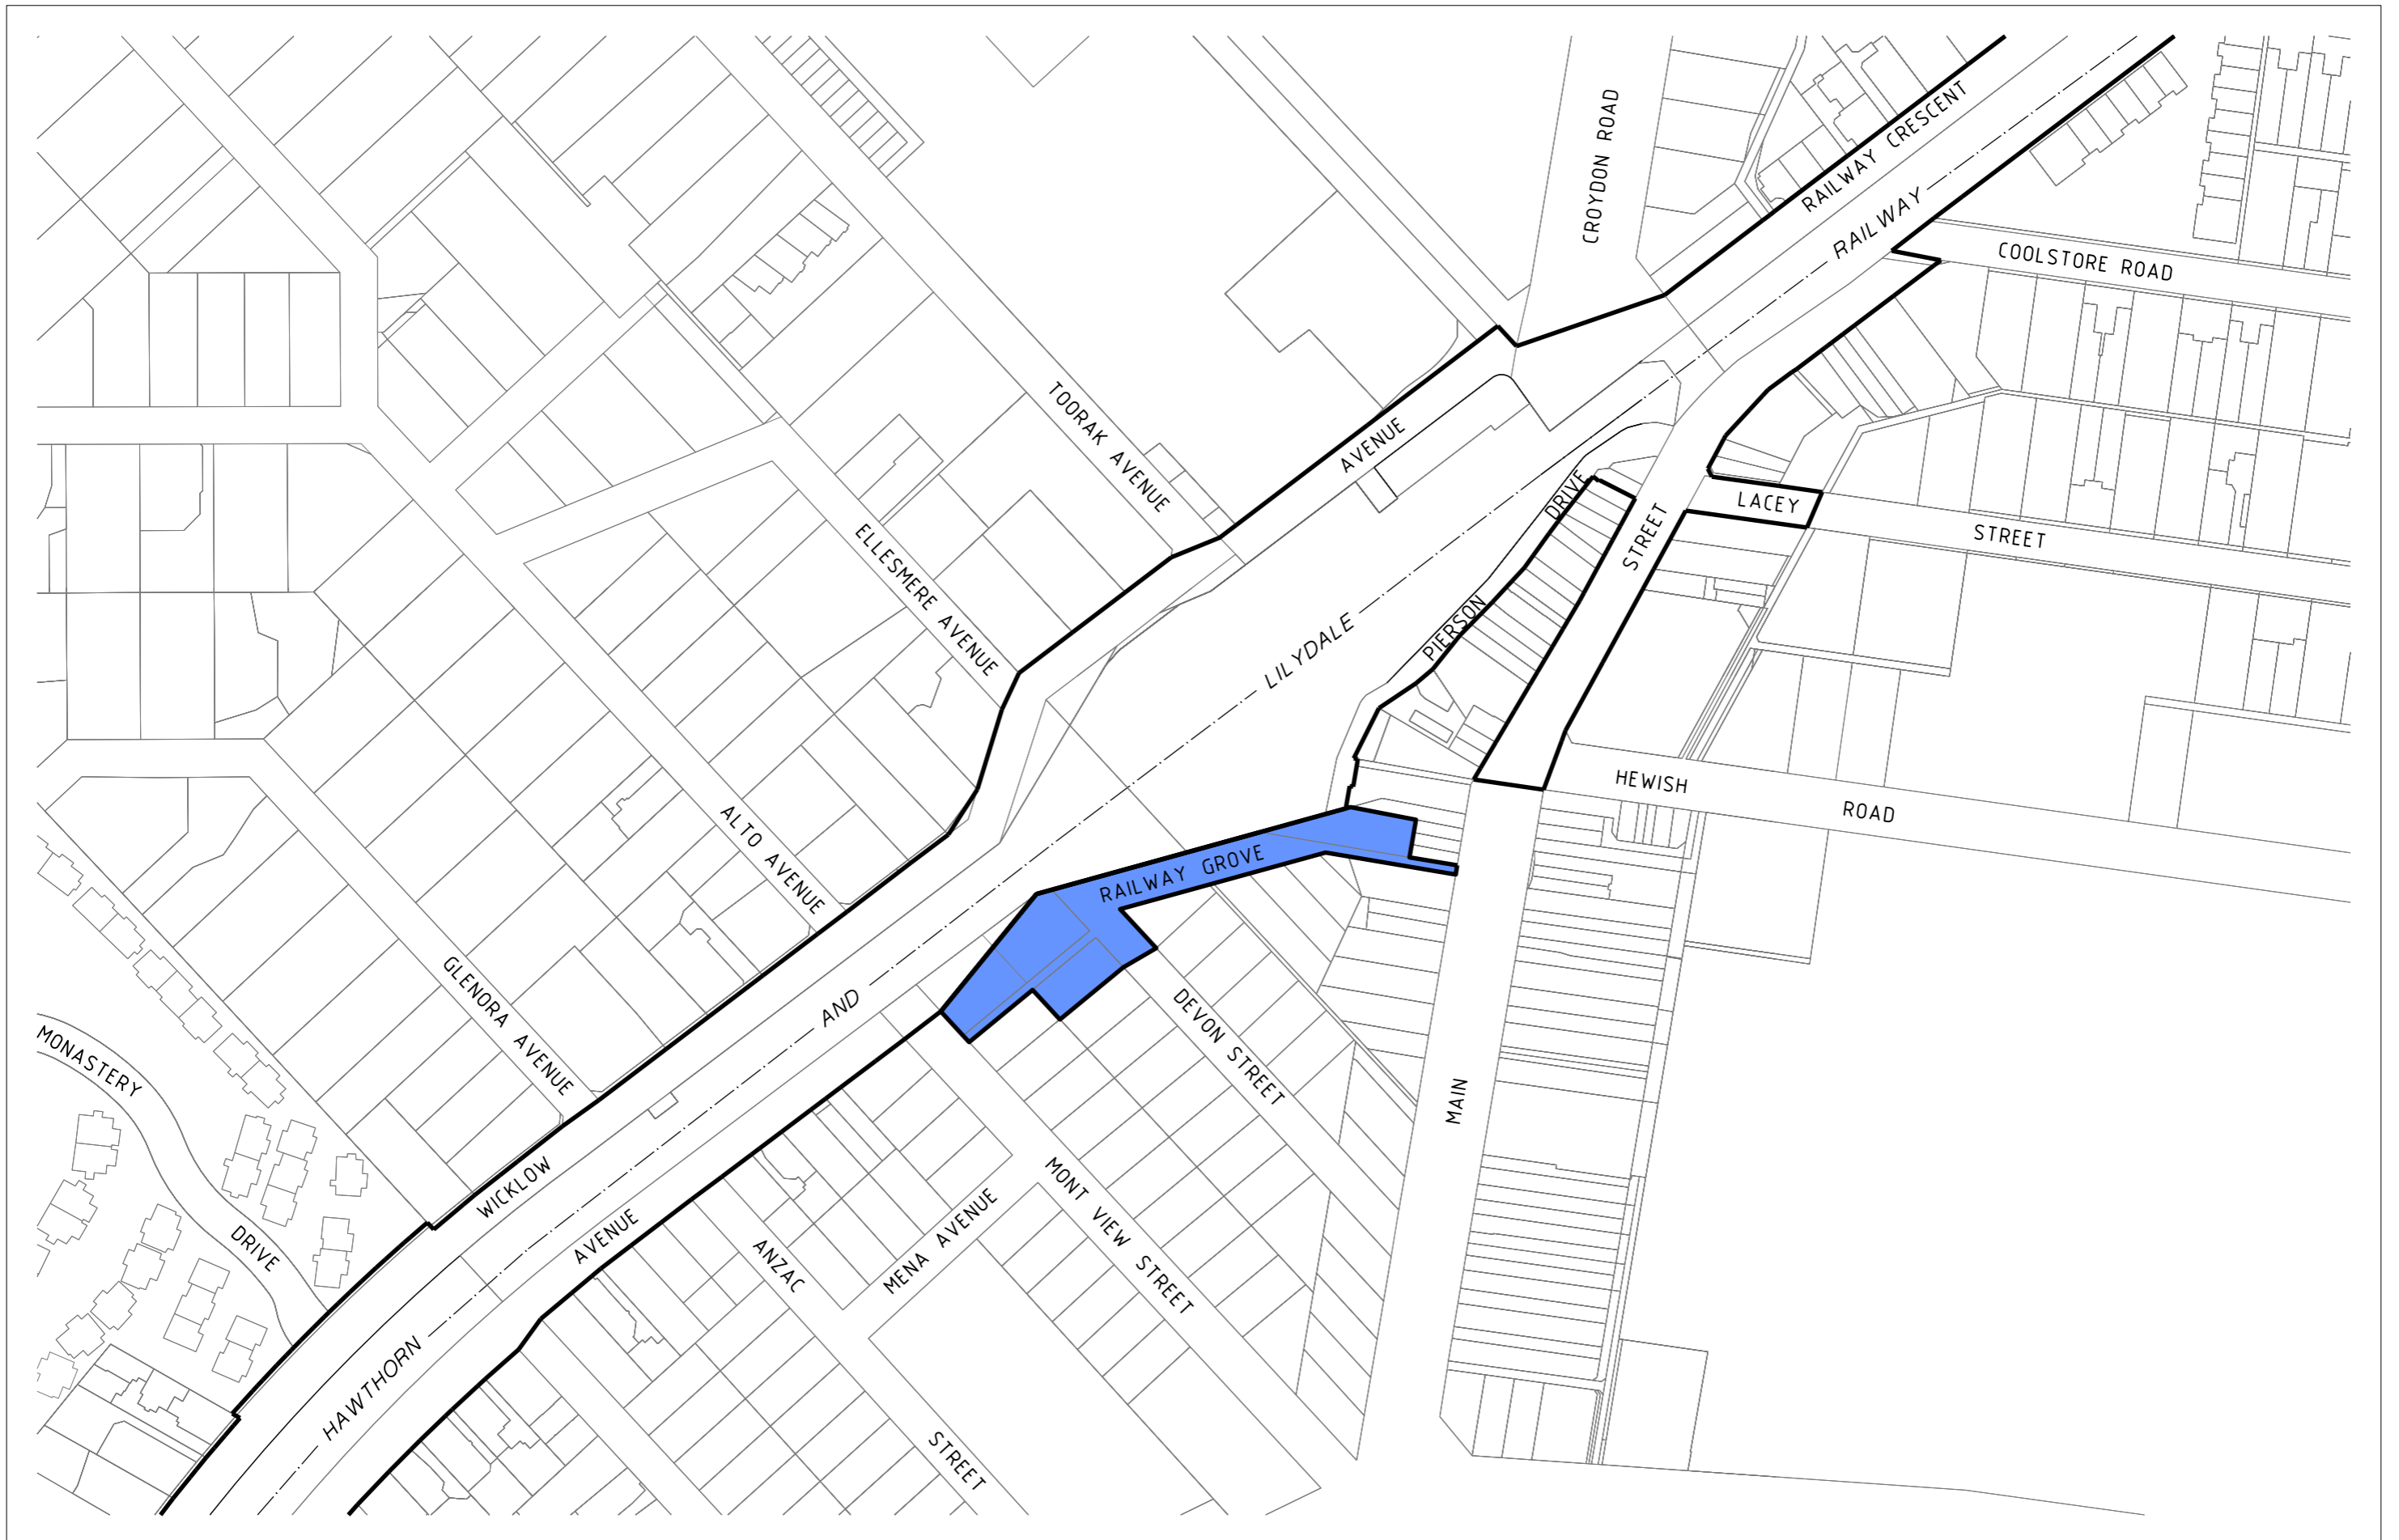 CROYDON ROAD
RAILWAY CRESCENT
RAILWAY
COOLSTORE ROAD
TOORAK AVENUE
AVENUE
DRIVE
LACEY
STREET
STREET
ELLESMERE AVENUE
LILYDALE
PIERSON
HEWISH
ROAD
ALTO AVENUE
RAILWAY GROVE
GLENORA AVENUE
AND
DEVON STREET
MONASTERY
DRIVE
MAIN
WICKLOW
AVENUE
ANZAC
MENA AVENUE
MONT VIEW STREET
HAWTHORN
STREET